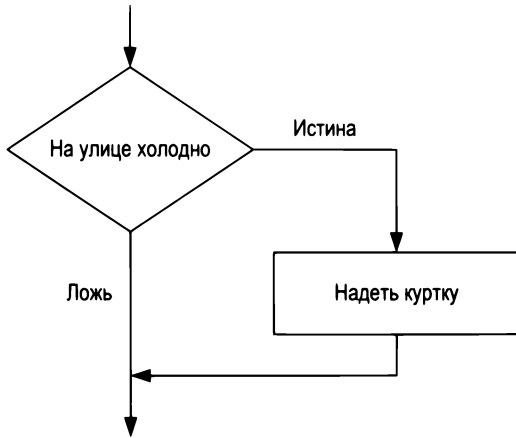 На улице холодно
Истина
Ложь
Надеть куртку